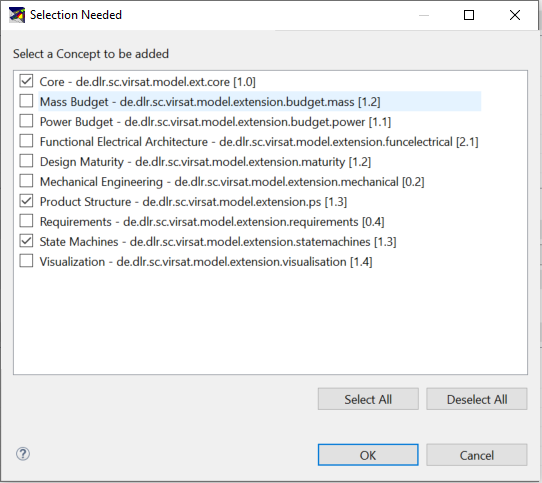 Selection Needed
Select a Concept to be added
Core - de.dlr.sc.virsat.model.ext.core [1.0]
Mass Budget - de.dlr.sc.virsat.model.extension.budget.mass [1.2]
Power Budget - de.dlr.sc.virsat.model.extension.budget.power [1.1]
Functional Electrical Architecture - de.dlr.sc.virsat.model.extension.funcelectrical [2.1]
Design Maturity - de.dlr.sc.virsat.model.extension.maturity [1.2]
Mechanical Engineering - de.dlr.sc.virsat.model.extension.mechanical [0.2]
Product Structure - de.dlr.sc.virsat.model.extension.ps [1.3]
Requirements - de.dlr.sc.virsat.model.extension.requirements [0.4]
State Machines - de.dlr.sc.virsat.model.extension.statemachines [1.3]
Visualization - de.dlr.sc.virsat.model.extension.visualisation [1.4]
Select All Deselect All
? OK Cancel